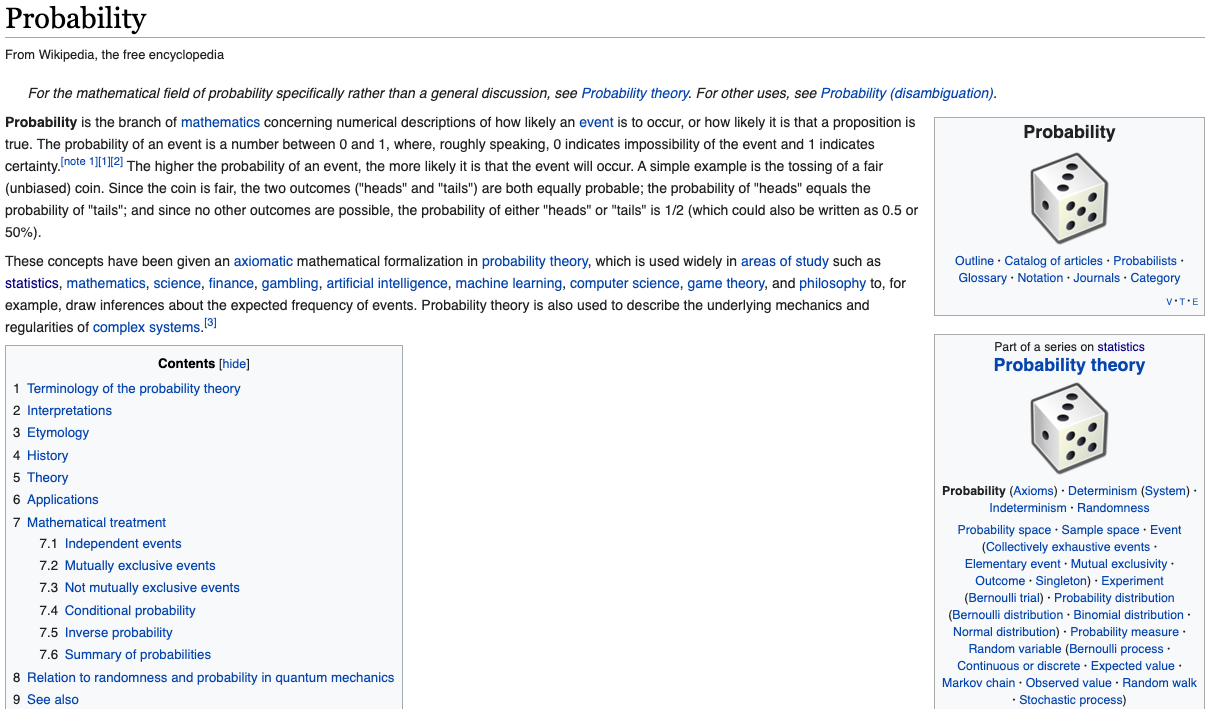 Probability
From Wikipedia, the free encyclopedia
For the mathematical field of probability specifically rather than a general discussion, see Probability theory. For other uses, see Probability (disambiguation).
Probability is the branch of mathematics concerning numerical descriptions of how likely an event is to occur, or how likely it is that a proposition is
true. The probability of an event is a number between 0 and 1, where, roughly speaking, 0 indicates impossibility of the event and 1 indicates
certainty.[note 1][1][2] The higher the probability of an event, the more likely it is that the event will occur. A simple example is the tossing of a fair
(unbiased) coin. Since the coin is fair, the two outcomes ("heads" and "tails") are both equally probable; the probability of "heads" equals the
probability of "tails"; and since no other outcomes are possible, the probability of either "heads" or "tails" is 1/2 (which could also be written as 0.5 or
50%).
These concepts have been given an axiomatic mathematical formalization in probability theory, which is used widely in areas of study such as
statistics, mathematics, science, finance, gambling, artificial intelligence, machine learning, computer science, game theory, and philosophy to, for
example, draw inferences about the expected frequency of events. Probability theory is also used to describe the underlying mechanics and
regularities of complex systems.[3]
Contents [hide]
1 Terminology of the probability theory
2 Interpretations
3 Etymology
4 History
5 Theory
6 Applications
7 Mathematical treatment
7.1 Independent events
7.2 Mutually exclusive events
7.3 Not mutually exclusive events
7.4 Conditional probability
7.5 Inverse probability
7.6 Summary of probabilities
8 Relation to randomness and probability in quantum mechanics
9 See also
Probability
Outline · Catalog of articles · Probabilists ·
Glossary · Notation · Journals · Category
V · T · E
Part of a series on statistics
Probability theory
Probability (Axioms) · Determinism (System) ·
Indeterminism · Randomness
Probability space · Sample space · Event
(Collectively exhaustive events ·
Elementary event · Mutual exclusivity ·
Outcome · Singleton) · Experiment
(Bernoulli trial) · Probability distribution
(Bernoulli distribution · Binomial distribution ·
Normal distribution) · Probability measure ·
Random variable (Bernoulli process ·
Continuous or discrete · Expected value ·
Markov chain · Observed value · Random walk
· Stochastic process)